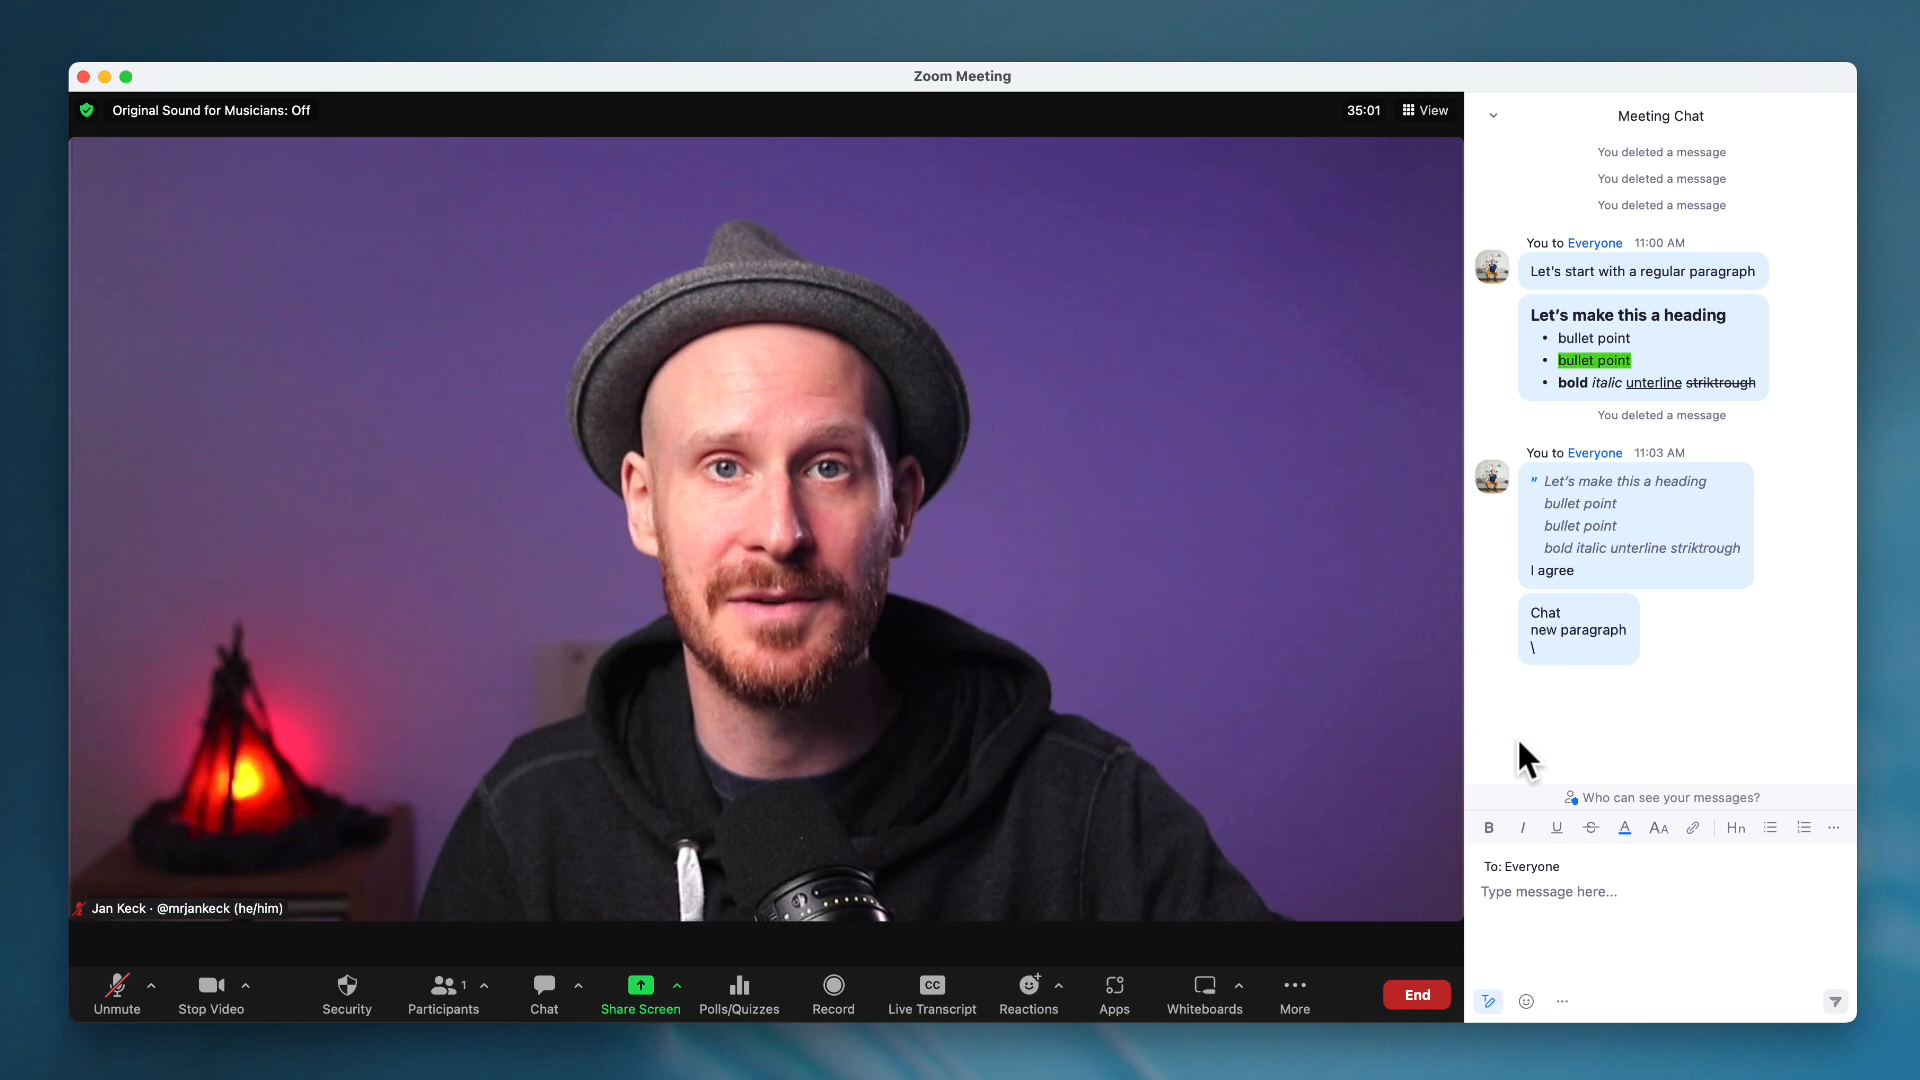 Zoom Meeting
Original Sound for Musicians: Off
35:01
View
Meeting Chat
You deleted a message
You deleted a message
You deleted a message
You to Everyone 11:00 AM
Let's start with a regular paragraph
Let's make this a heading
• bullet point
• bullet point
• bold italic unterline striktrough
You deleted a message
You to Everyone 11:03 AM
" Let's make this a heading
bullet point
bullet point
bold italic unterline striktrough
I agree
Chat
new paragraph
\
Who can see your messages?
B I U S A AA Hn ...
To: Everyone
Type message here...
Jan Keck · @mrjankeck (he/him)
Unmute
Stop Video
Security
1
Participants
Chat
Share Screen
Polls/Quizzes
Record
CC
Live Transcript
Reactions
Apps
Whiteboards
More
End